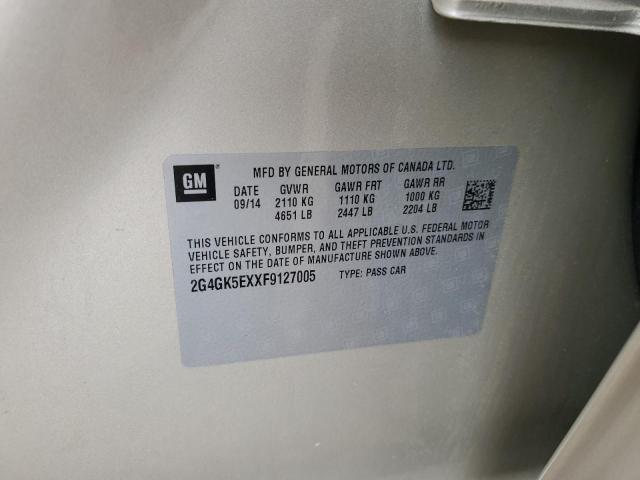 GM
MFD BY GENERAL MOTORS OF CANADA LTD.
DATE GVWR GAWR FRT GAWR RR
09/14 2110 KG 1110 KG 1000 KG
4651 LB 2447 LB 2204 LB
THIS VEHICLE CONFORMS TO ALL APPLICABLE U.S. FEDERAL MOTOR
VEHICLE SAFETY, BUMPER, AND THEFT PREVENTION STANDARDS IN
EFFECT ON THE DATE OF MANUFACTURE SHOWN ABOVE.
2G4GK5EXXF9127005 TYPE: PASS CAR